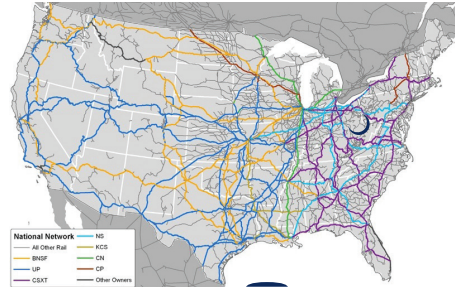 National Network
All Other Rail
BNSF
UP
CSXT
NS
KCS
CN
CP
Other Owners